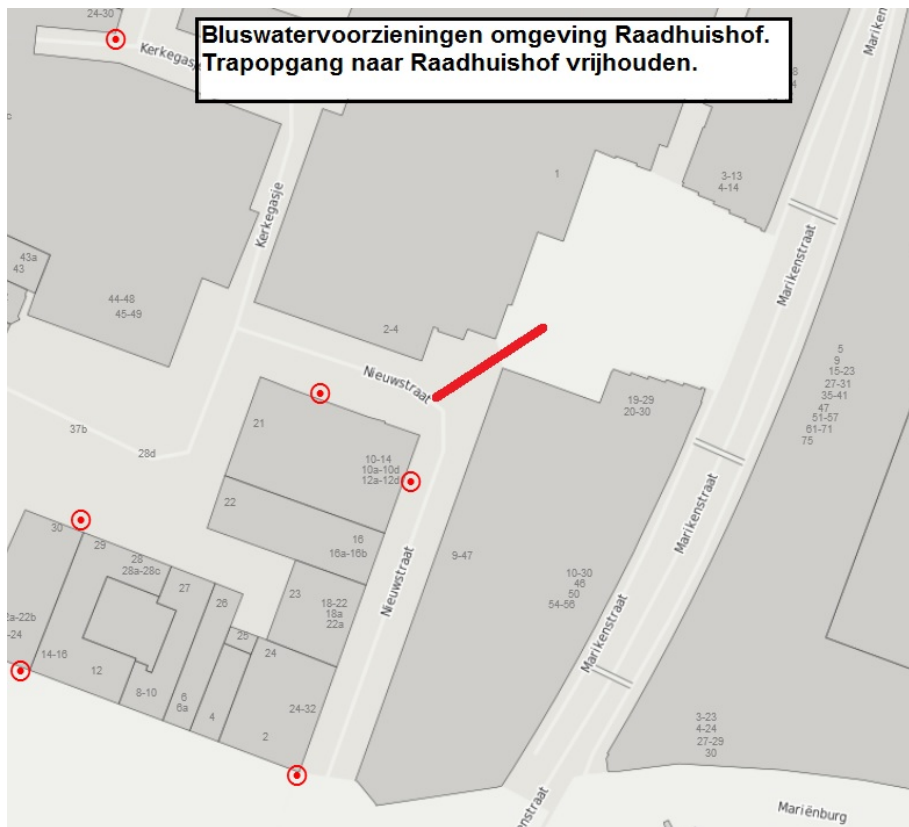 24-30
Bluswatervoorzieningen omgeving Raadhuishof.
Trapopgang naar Raadhuishof vrijhouden.
Kerkegasje
Marikenstraat
1
3-13
4-14
Kerkegasje
43a
43
44-48
45-49
Marikenstraat
2-4
Nieuwstraat
5
9
15-23
27-31
35-41
47
51-57
61-71
75
19-29
20-30
21
37b
28d
10-14
10a-10d
12a-12d
22
30
29
28
28a-28c
16
16a-16b
9-47
Marikenstraat
10-30
46
50
54-56
27
26
23
18-22
18a
22a
Nieuwstraat
25
24
2a-22b
-24
14-16
12
8-10
6
6a
4
2
24-32
Marikenstraat
3-23
4-24
27-29
30
nstraat
Mariënburg